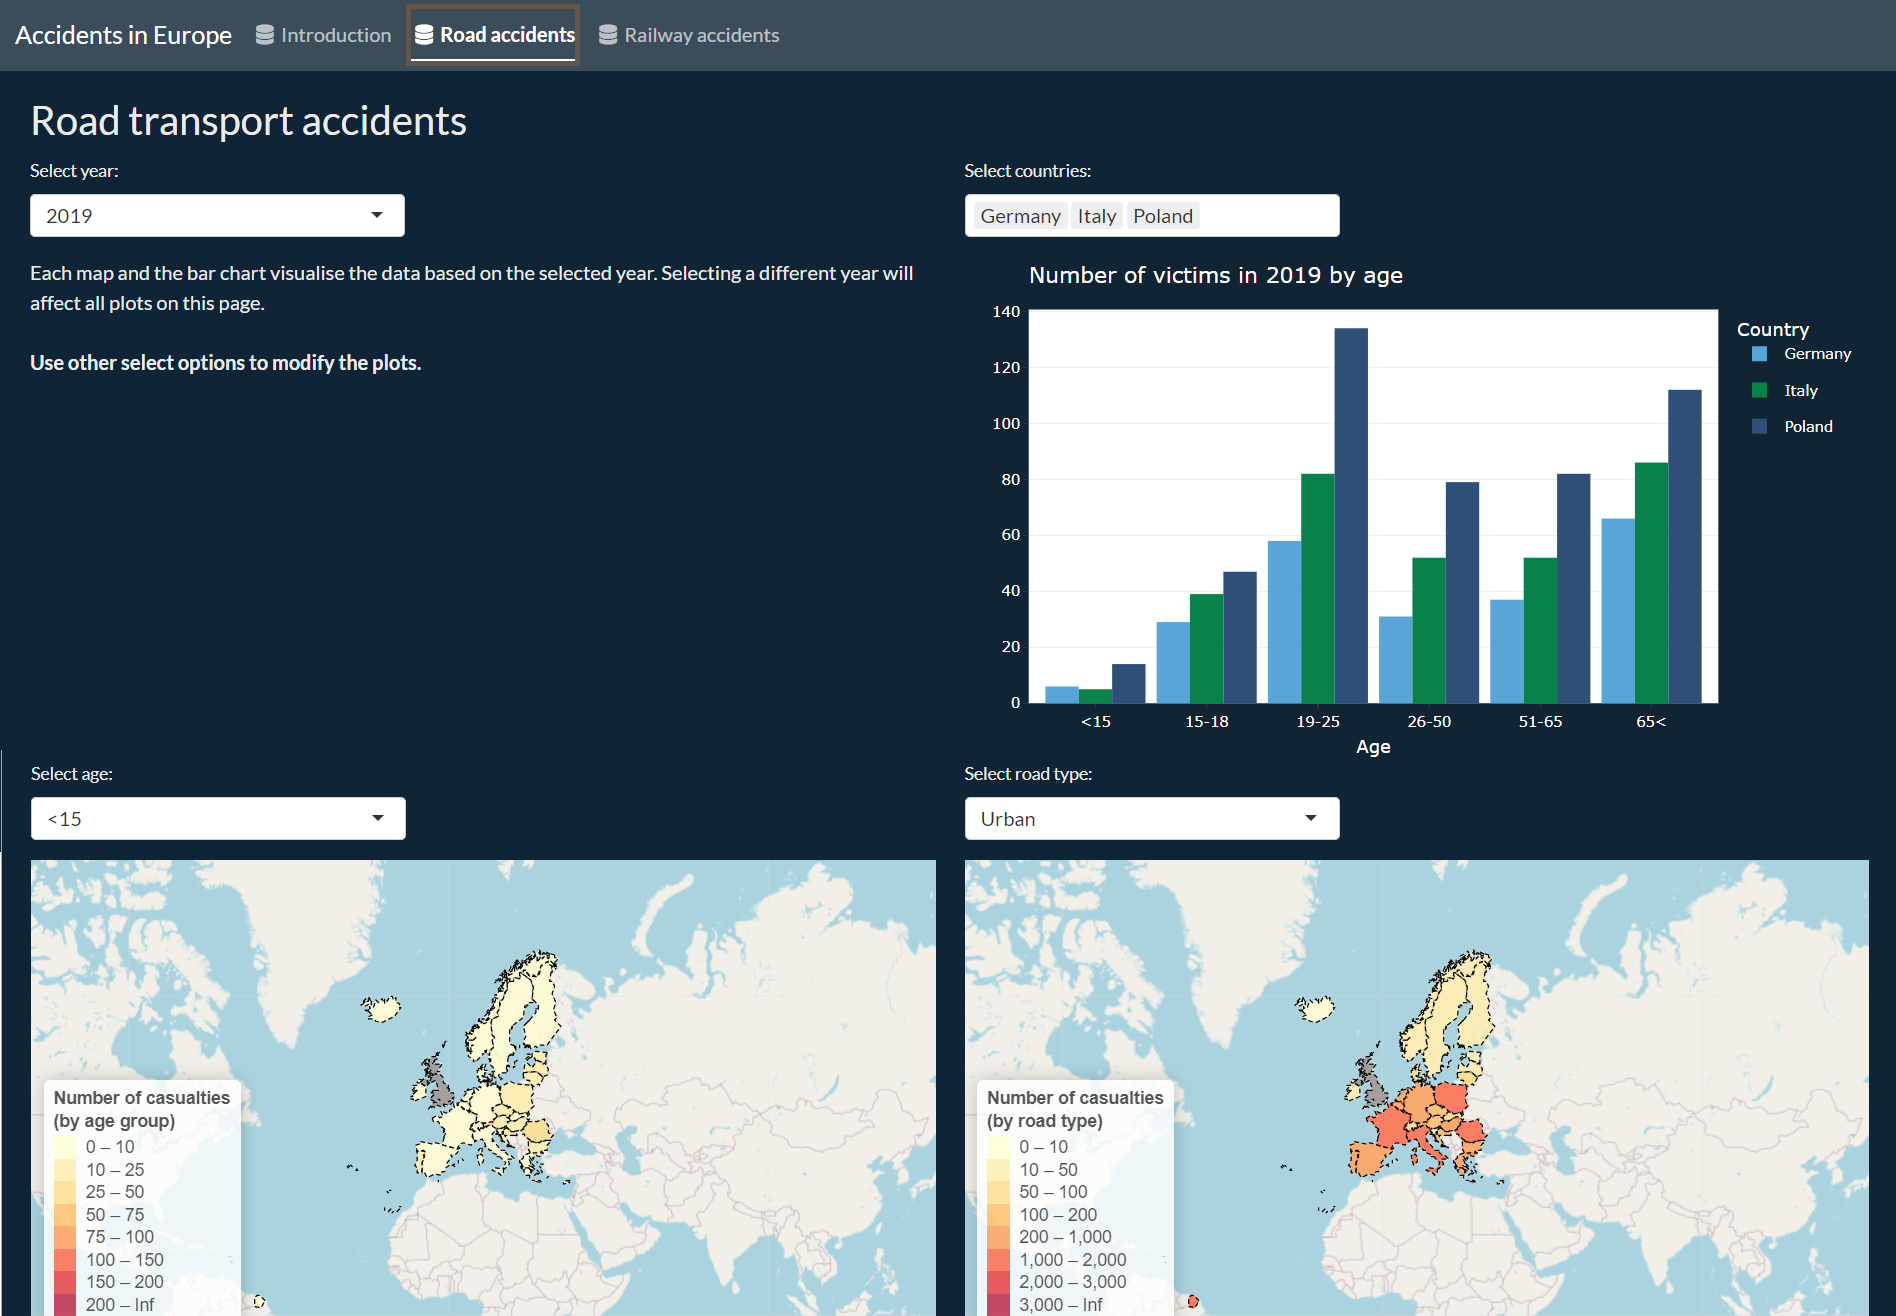 Accidents in Europe Introduction Road accidents Railway accidents
Road transport accidents
Select year:
2019
Each map and the bar chart visualise the data based on the selected year. Selecting a different year will
affect all plots on this page.
Use other select options to modify the plots.
Select countries:
Germany Italy Poland
Number of victims in 2019 by age
140
120
100
80
60
40
20
0
<15 15-18 19-25 26-50 51-65 65<
Age
Country
Germany
Italy
Poland
Select age:
<15
Number of casualties
(by age group)
0 – 10
10 – 25
25 – 50
50 – 75
75 – 100
100 – 150
150 – 200
200 – Inf
Select road type:
Urban
Number of casualties
(by road type)
0 – 10
10 – 50
50 – 100
100 – 200
200 – 1,000
1,000 – 2,000
2,000 – 3,000
3,000 – Inf